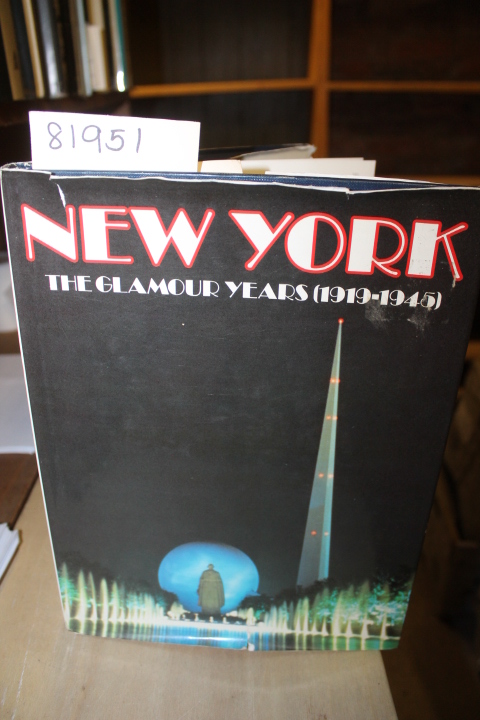 81951
NEW YORK
THE GLAMOUR YEARS (1919-1945)